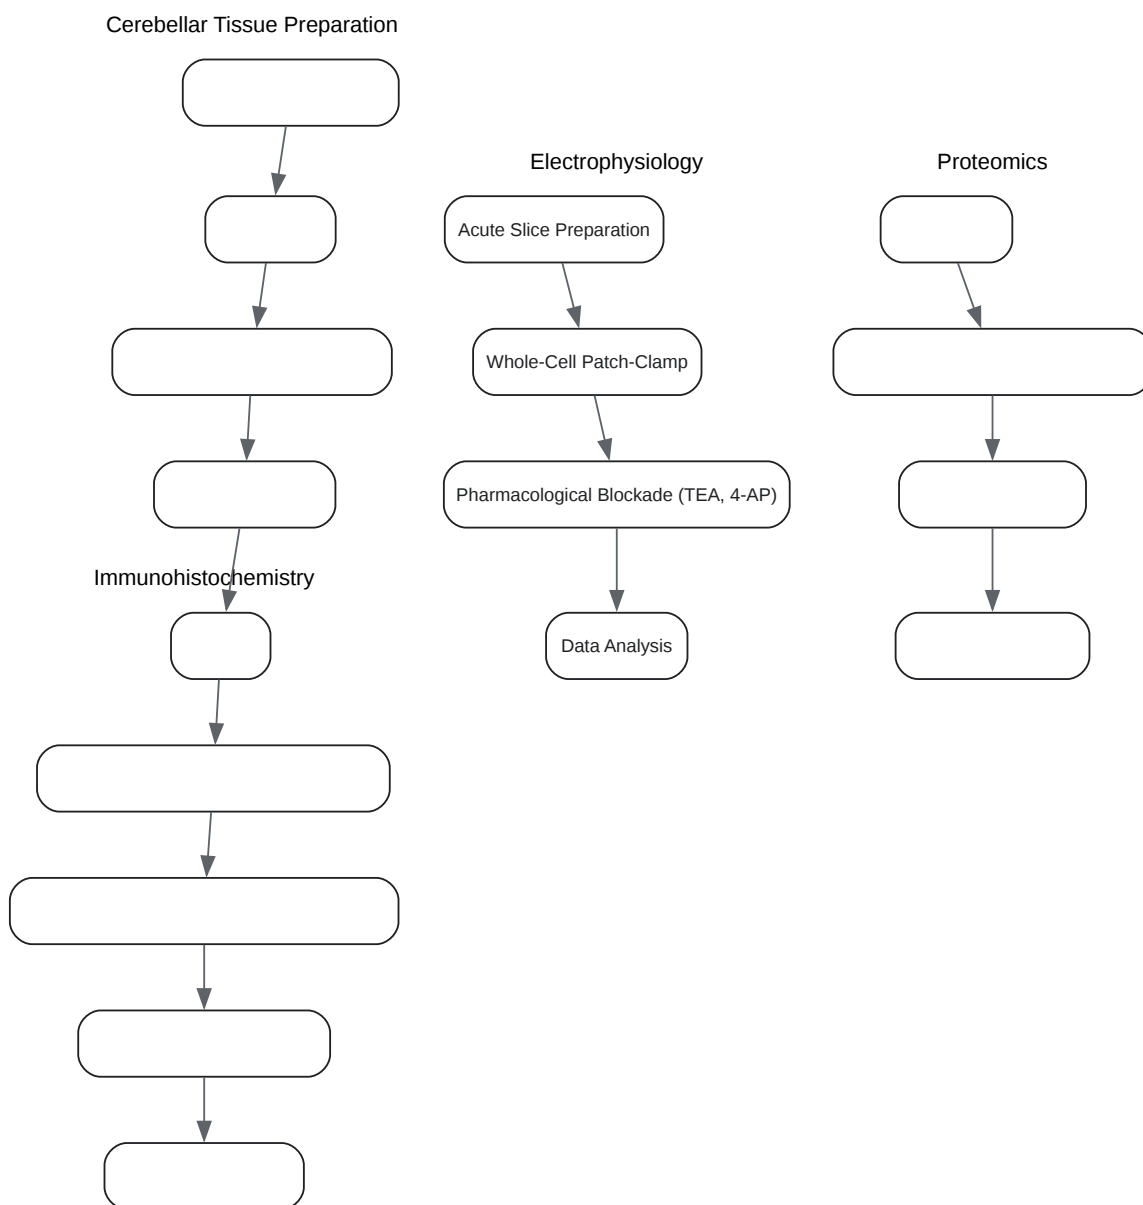 Cerebellar Tissue Preparation
Electrophysiology
Proteomics
Acute Slice Preparation
Whole-Cell Patch-Clamp
Pharmacological Blockade (TEA, 4-AP)
Immunohistochemistry
Data Analysis